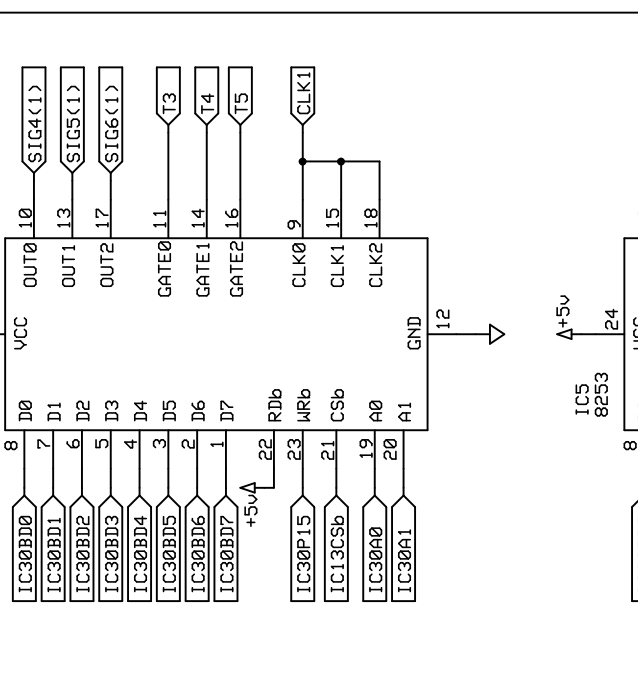 SIG4(1)
SIG5(1)
SIG6(1)
T3
T4
T5
CLK1
10
13
17
11
14
16
9
15
18
OUT0
OUT1
OUT2
GATE0
GATE1
GATE2
CLK0
CLK1
CLK2
VCC
GND
12
+5v
24
IC5
8253
D0
D1
D2
D3
D4
D5
D6
D7
RDb
WRb
CSb
A0
A1
8
7
6
5
4
3
2
1
22
23
21
19
20
8
+5v
IC30BD0
IC30BD1
IC30BD2
IC30BD3
IC30BD4
IC30BD5
IC30BD6
IC30BD7
IC30P15
IC13CSb
IC30A0
IC30A1